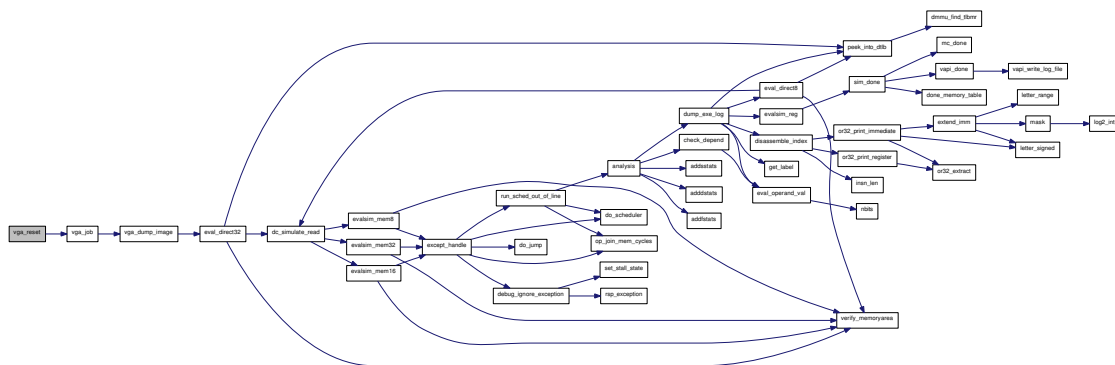 vga_reset
vga_job
vga_dump_image
eval_direct32
dc_simulate_read
evalsim_mem8
evalsim_mem32
evalsim_mem16
except_handle
run_sched_out_of_line
do_jump
debug_ignore_exception
analysis
do_scheduler
op_join_mem_cycles
set_stall_state
rsp_exception
dump_exe_log
check_depend
addsstats
adddstats
addfstats
eval_direct8
evalsim_reg
disassemble_index
get_label
eval_operand_val
peek_into_dtlb
sim_done
or32_print_immediate
or32_print_register
insn_len
nbits
verify_memoryarea
dmmu_find_tlbmr
mc_done
vapi_done
done_memory_table
extend_imm
or32_extract
vapi_write_log_file
letter_range
mask
letter_signed
log2_int